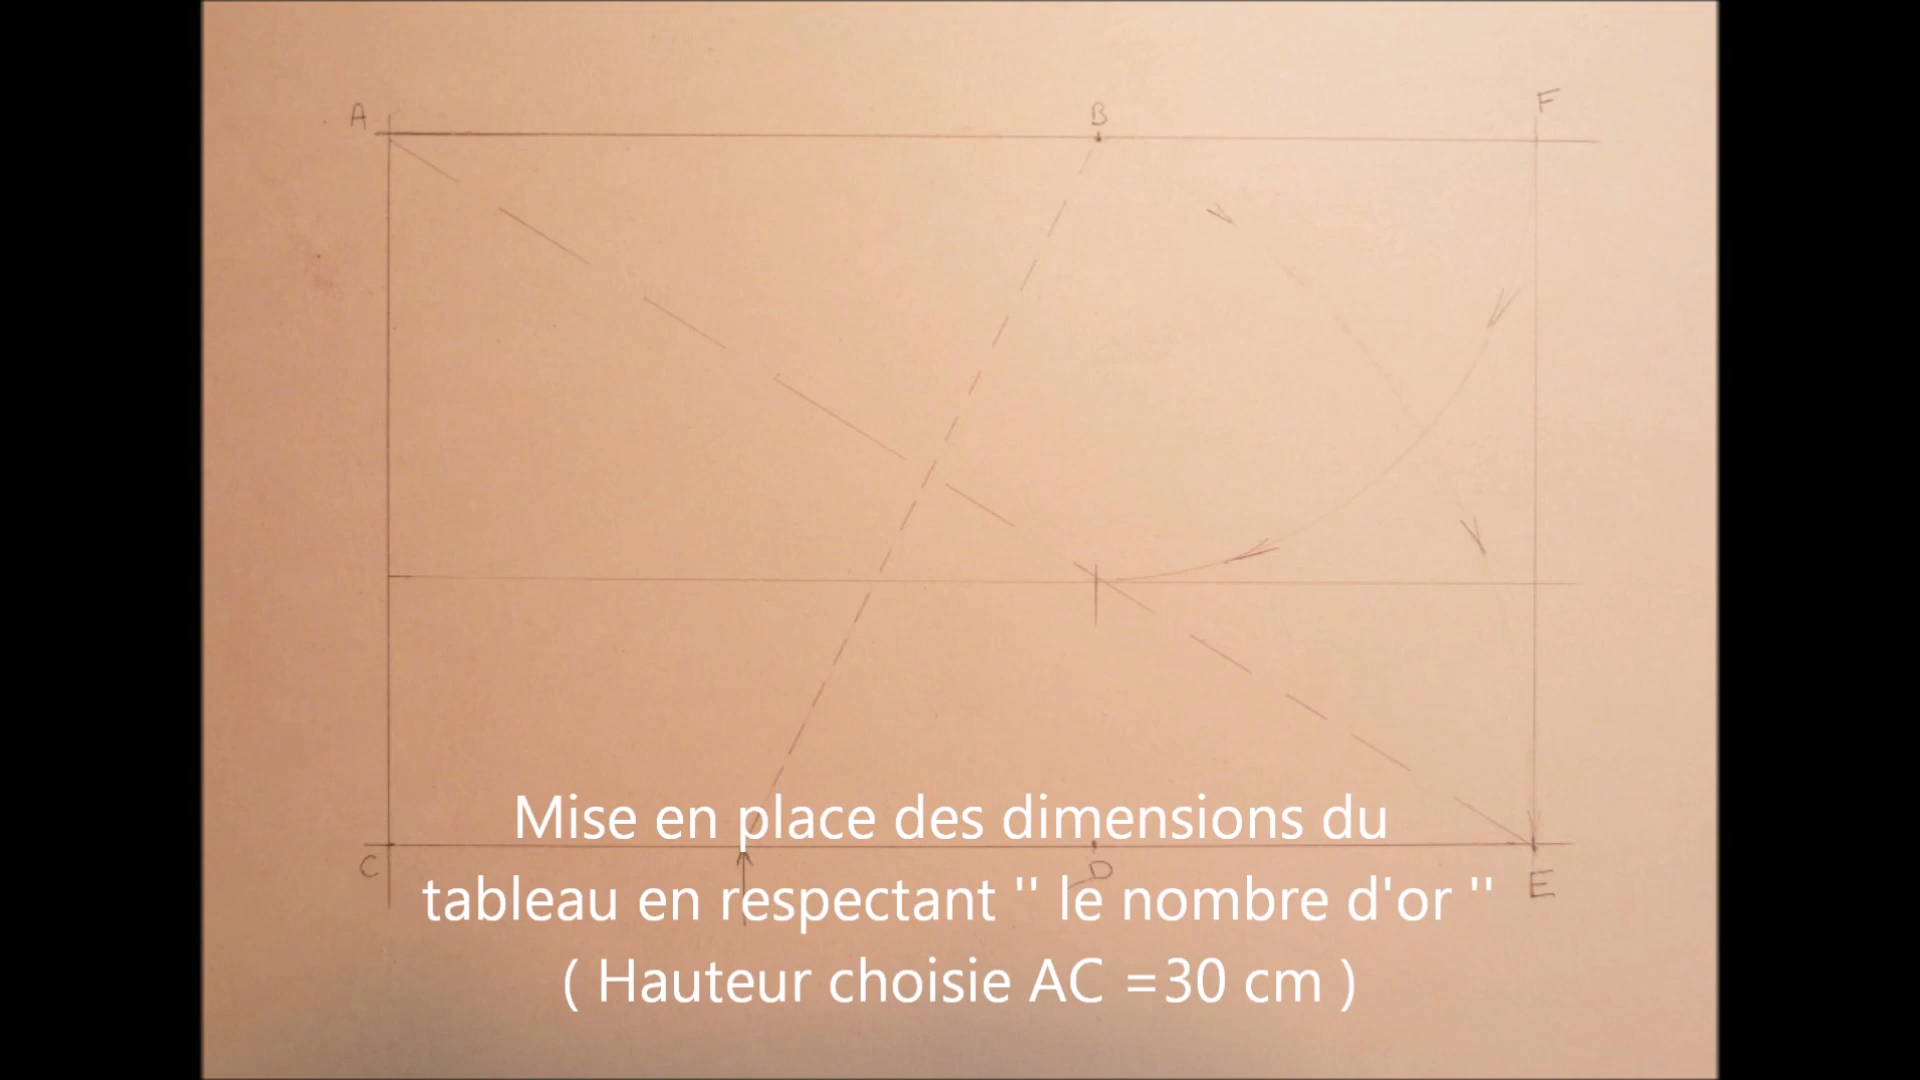 A B F
C D E
Mise en place des dimensions du
tableau en respectant '' le nombre d'or ''
( Hauteur choisie AC =30 cm )